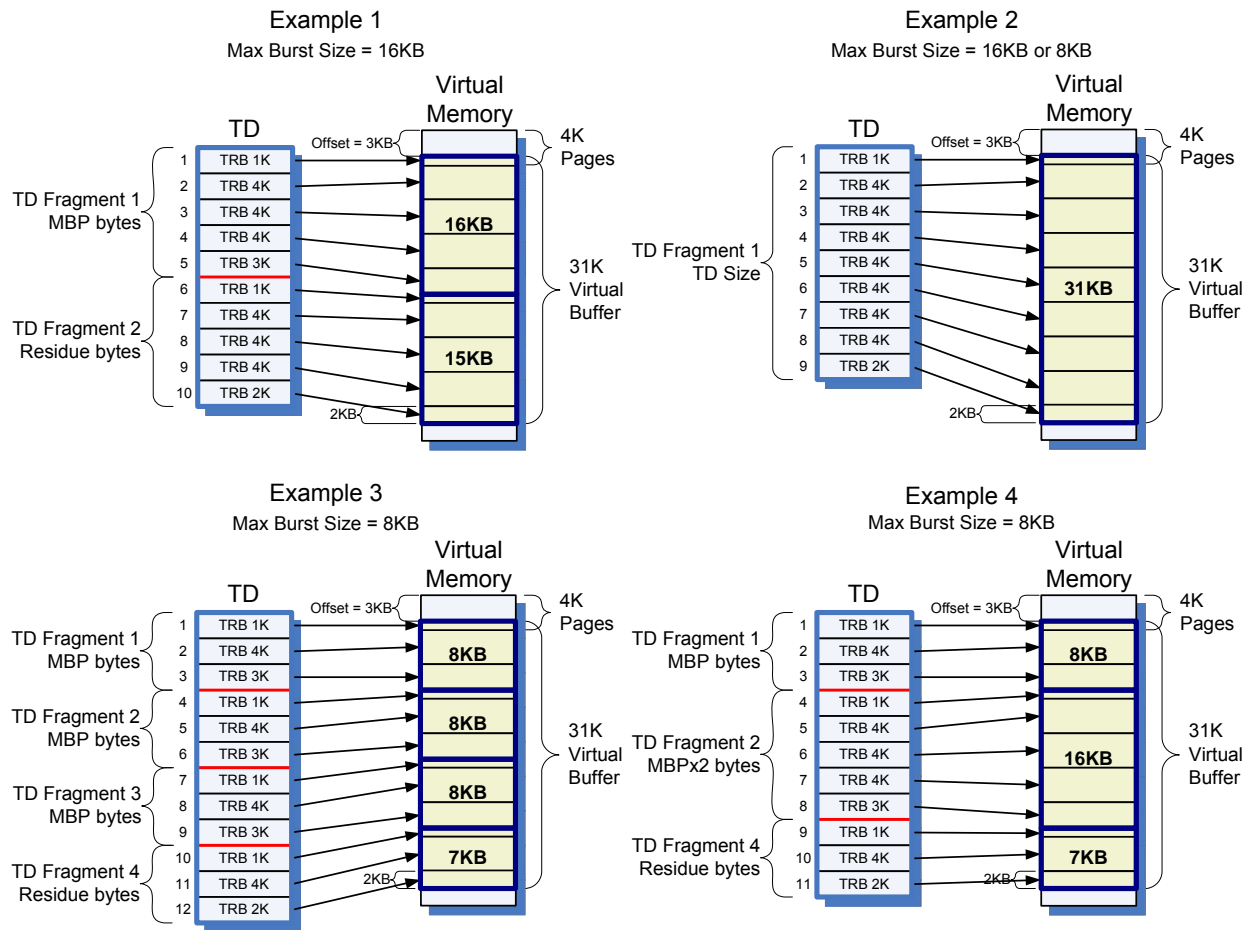 Example 1
Max Burst Size = 16KB
Virtual
Memory
TD
Offset = 3KB
4K
Pages
TD Fragment 1
MBP bytes
TD Fragment 2
Residue bytes
1 TRB 1K
2 TRB 4K
3 TRB 4K
4 TRB 4K
5 TRB 3K
6 TRB 1K
7 TRB 4K
8 TRB 4K
9 TRB 4K
10 TRB 2K
16KB
15KB
2KB
31K
Virtual
Buffer
Example 2
Max Burst Size = 16KB or 8KB
Virtual
Memory
TD
Offset = 3KB
4K
Pages
TD Fragment 1
TD Size
1 TRB 1K
2 TRB 4K
3 TRB 4K
4 TRB 4K
5 TRB 4K
6 TRB 4K
7 TRB 4K
8 TRB 4K
9 TRB 2K
31KB
2KB
31K
Virtual
Buffer
Example 3
Max Burst Size = 8KB
Virtual
Memory
TD
Offset = 3KB
4K
Pages
TD Fragment 1
MBP bytes
TD Fragment 2
MBP bytes
TD Fragment 3
MBP bytes
TD Fragment 4
Residue bytes
1 TRB 1K
2 TRB 4K
3 TRB 3K
4 TRB 1K
5 TRB 4K
6 TRB 3K
7 TRB 1K
8 TRB 4K
9 TRB 3K
10 TRB 1K
11 TRB 4K
12 TRB 2K
8KB
8KB
8KB
7KB
2KB
31K
Virtual
Buffer
Example 4
Max Burst Size = 8KB
Virtual
Memory
TD
Offset = 3KB
4K
Pages
TD Fragment 1
MBP bytes
TD Fragment 2
MBPx2 bytes
TD Fragment 4
Residue bytes
1 TRB 1K
2 TRB 4K
3 TRB 3K
4 TRB 1K
5 TRB 4K
6 TRB 4K
7 TRB 4K
8 TRB 3K
9 TRB 1K
10 TRB 4K
11 TRB 2K
8KB
16KB
7KB
2KB
31K
Virtual
Buffer